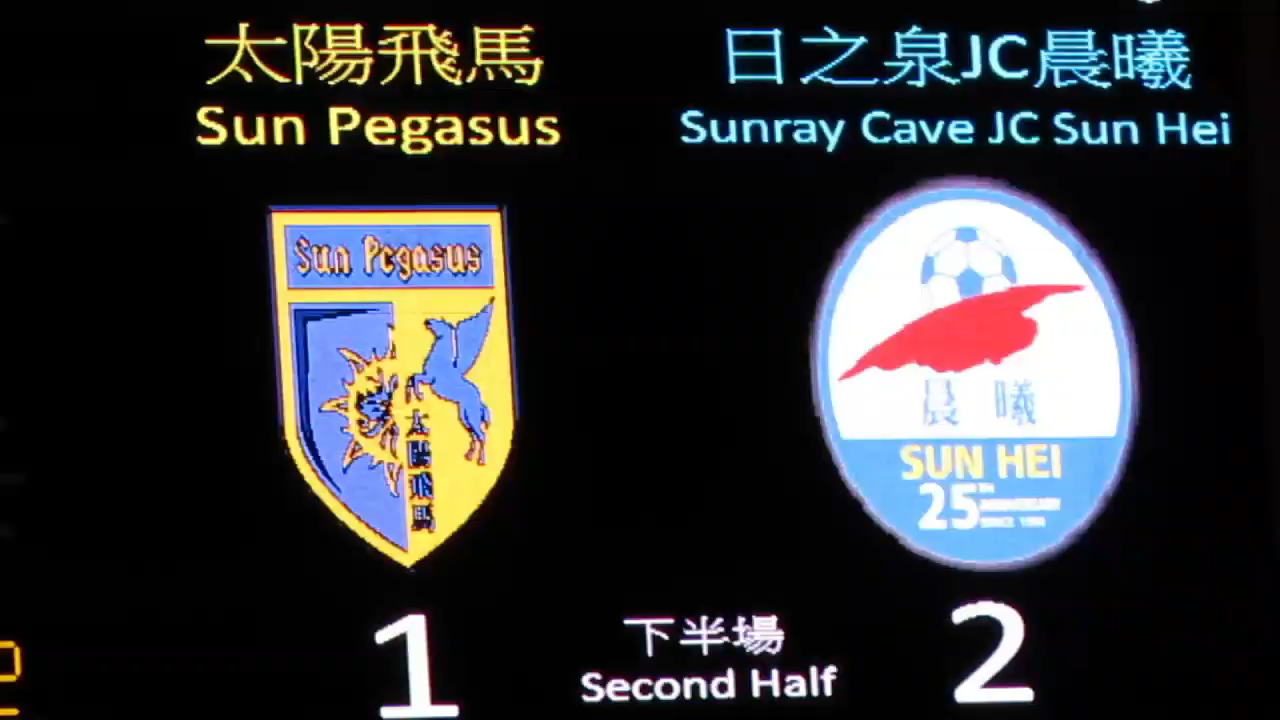 太陽飛馬
Sun Pegasus
日之泉JC晨曦
Sunray Cave JC Sun Hei
Sun Pegasus
太陽飛馬
晨曦
SUN HEI
25
1
下半場
Second Half
2